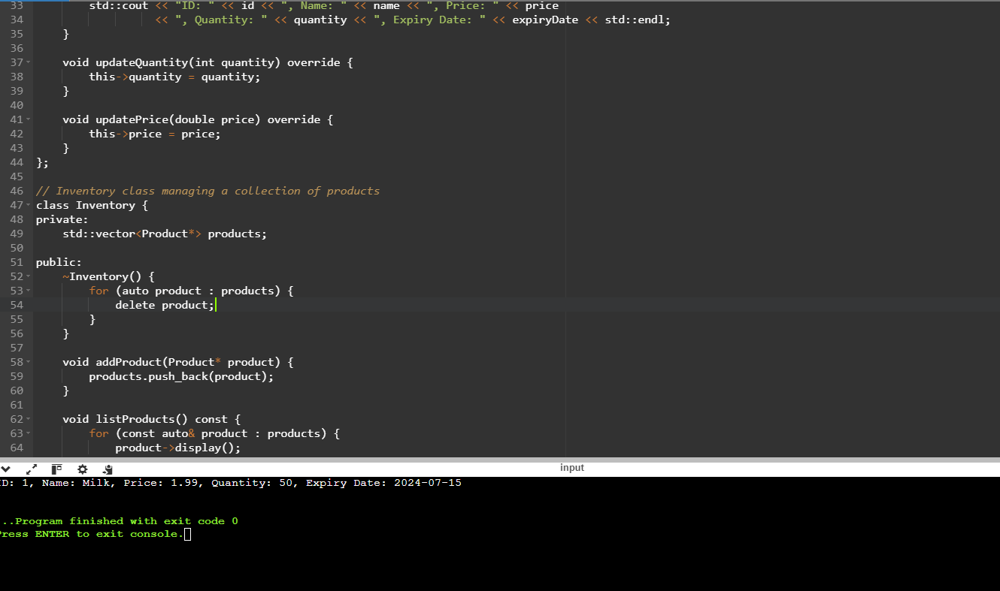 33 std::cout << "ID: " << id << ", Name: " << name << ", Price: " << price
34 << ", Quantity: " << quantity << ", Expiry Date: " << expiryDate << std::endl;
35 }
36
37 void updateQuantity(int quantity) override {
38 this->quantity = quantity;
39 }
40
41 void updatePrice(double price) override {
42 this->price = price;
43 }
44 };
45
46 // Inventory class managing a collection of products
47 class Inventory {
48 private:
49 std::vector<Product*> products;
50
51 public:
52 ~Inventory() {
53 for (auto product : products) {
54 delete product;
55 }
56 }
57
58 void addProduct(Product* product) {
59 products.push_back(product);
60 }
61
62 void listProducts() const {
63 for (const auto& product : products) {
64 product->display();
input
ID: 1, Name: Milk, Price: 1.99, Quantity: 50, Expiry Date: 2024-07-15
..Program finished with exit code 0
Press ENTER to exit console.